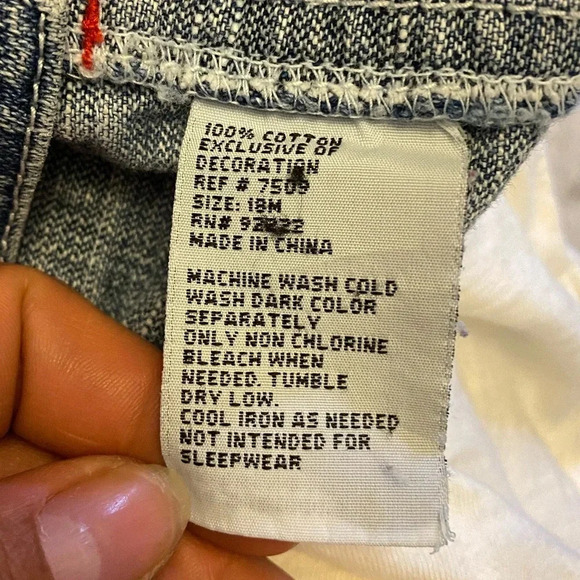 100% COTTON
EXCLUSIVE OF
DECORATION
REF #
SIZE: 18M
RN#
MADE IN CHINA
MACHINE WASH COLD
WASH DARK COLOR
SEPARATELY
ONLY NON CHLORINE
BLEACH WHEN
NEEDED. TUMBLE
DRY LOW.
COOL IRON AS NEEDED
NOT INTENDED FOR
SLEEPWEAR